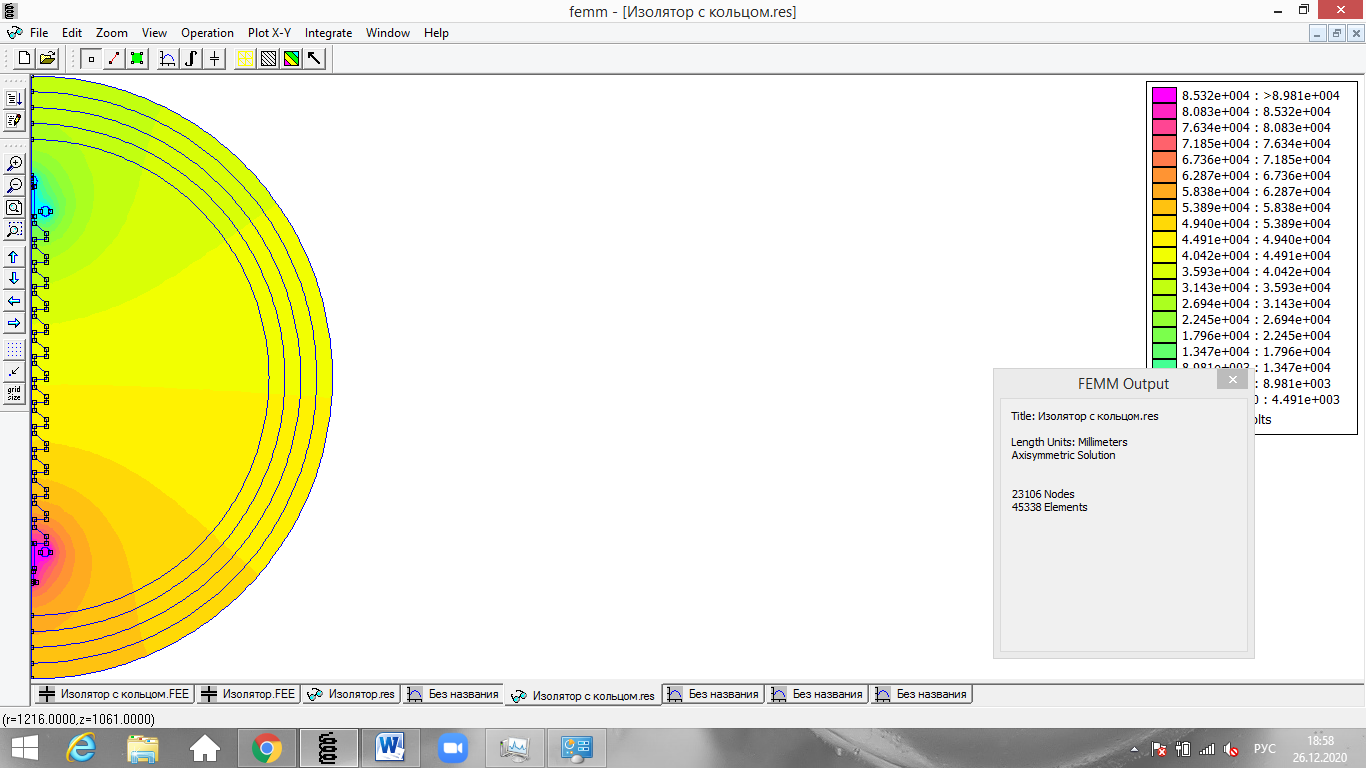 femm - [Изолятор с кольцом.res]
File Edit Zoom View Operation Plot X-Y Integrate Window Help
8.532e+004 : >8.981e+004
8.083e+004 : 8.532e+004
7.634e+004 : 8.083e+004
7.185e+004 : 7.634e+004
6.736e+004 : 7.185e+004
6.287e+004 : 6.736e+004
5.838e+004 : 6.287e+004
5.389e+004 : 5.838e+004
4.940e+004 : 5.389e+004
4.491e+004 : 4.940e+004
4.042e+004 : 4.491e+004
3.593e+004 : 4.042e+004
3.143e+004 : 3.593e+004
2.694e+004 : 3.143e+004
2.245e+004 : 2.694e+004
1.796e+004 : 2.245e+004
1.347e+004 : 1.796e+004
: 1.347e+004
: 8.981e+003
0 : 4.491e+003
olts
grid
size
FEMM Output
Title: Изолятор с кольцом.res
Length Units: Millimeters
Axisymmetric Solution
23106 Nodes
45338 Elements
Изолятор с кольцом.FEE Изолятор.FEE Изолятор.res Без названия Изолятор с кольцом.res Без названия Без названия Без названия
(r=1216.0000,z=1061.0000)
РУС
18:58
26.12.2020